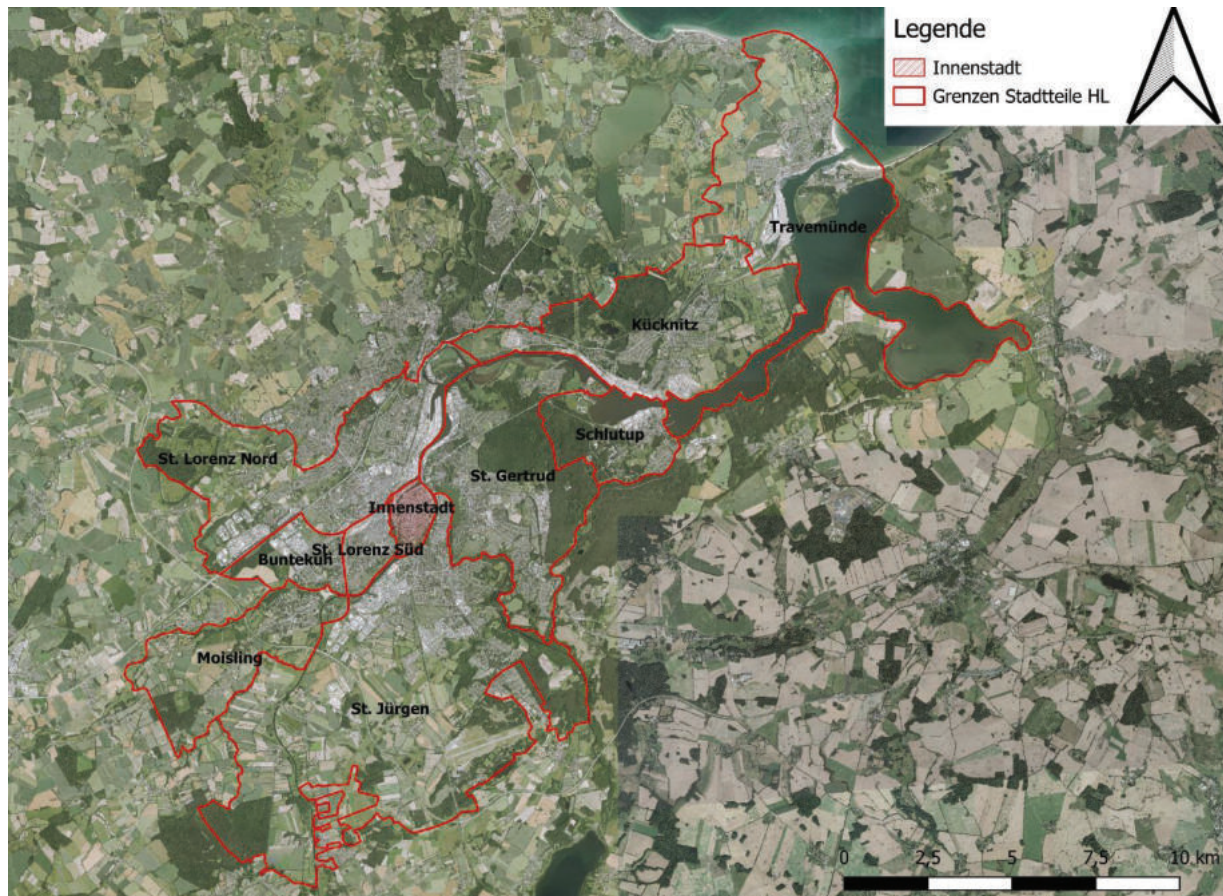 Legende
Innenstadt
Grenzen Stadtteile HL
Travemünde
Kücknitz
Schlutup
St. Lorenz Nord
St. Gertrud
Innenstadt
St. Lorenz Süd
Buntekuh
Moisling
St. Jürgen
0 2,5 5 7,5 10 km